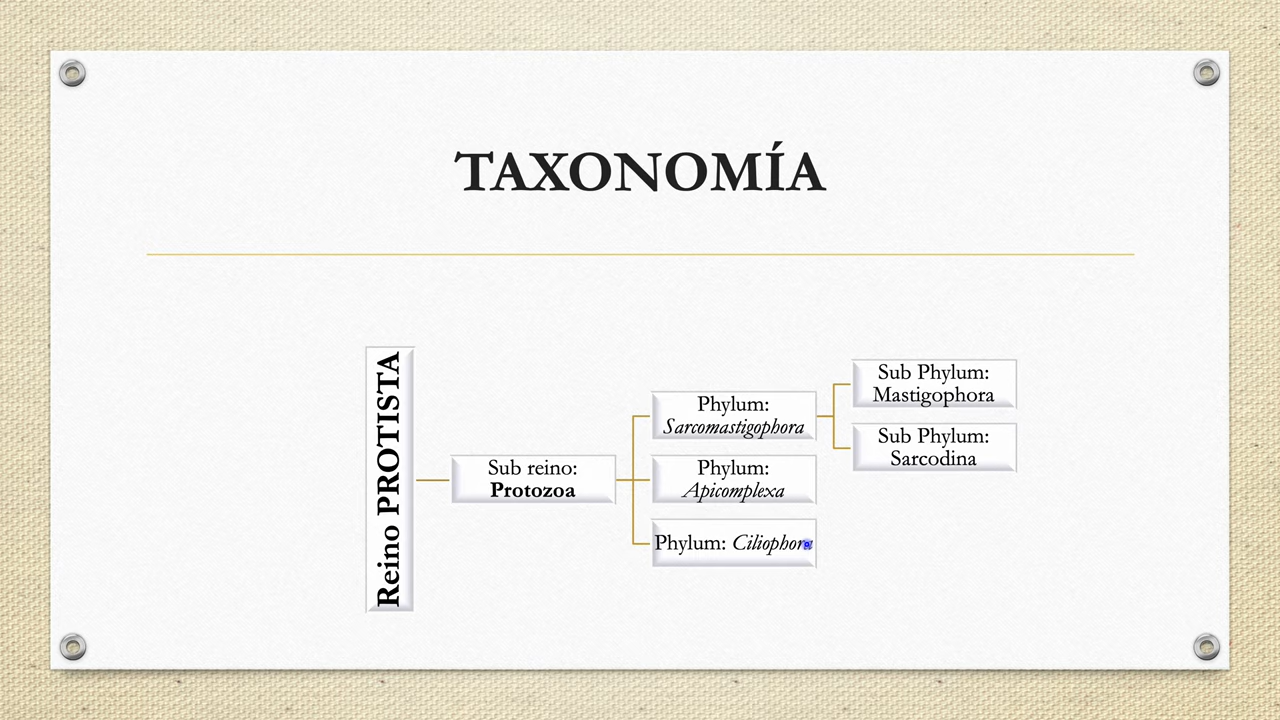 TAXONOMÍA
Reino PROTISTA
Sub reino:
Protozoa
Phylum:
Sarcomastigophora
Sub Phylum:
Mastigophora
Sub Phylum:
Sarcodina
Phylum:
Apicomplexa
Phylum: Ciliophora